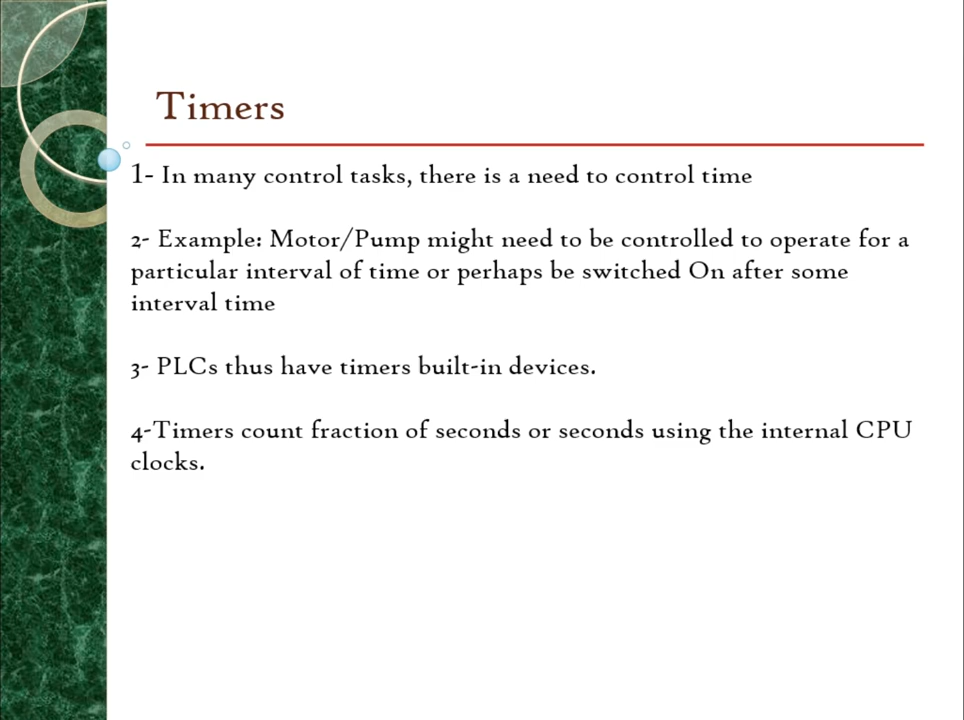 Timers
1- In many control tasks, there is a need to control time
2- Example: Motor/Pump might need to be controlled to operate for a
particular interval of time or perhaps be switched On after some
interval time
3- PLCs thus have timers built-in devices.
4-Timers count fraction of seconds or seconds using the internal CPU
clocks.